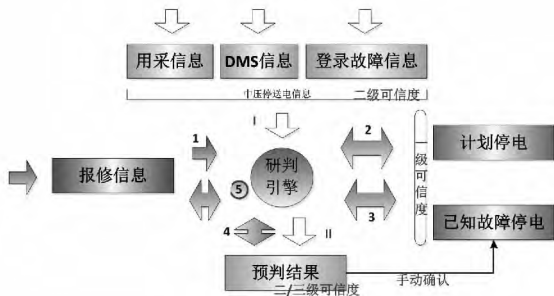 用采信息
DMS信息
登录故障信息
中压停送电信息
二级可信度
I
1
2
研判
引擎
报修信息
5
一级可信度
计划停电
3
4
II
已知故障停电
预判结果
二/三级可信度
手动确认